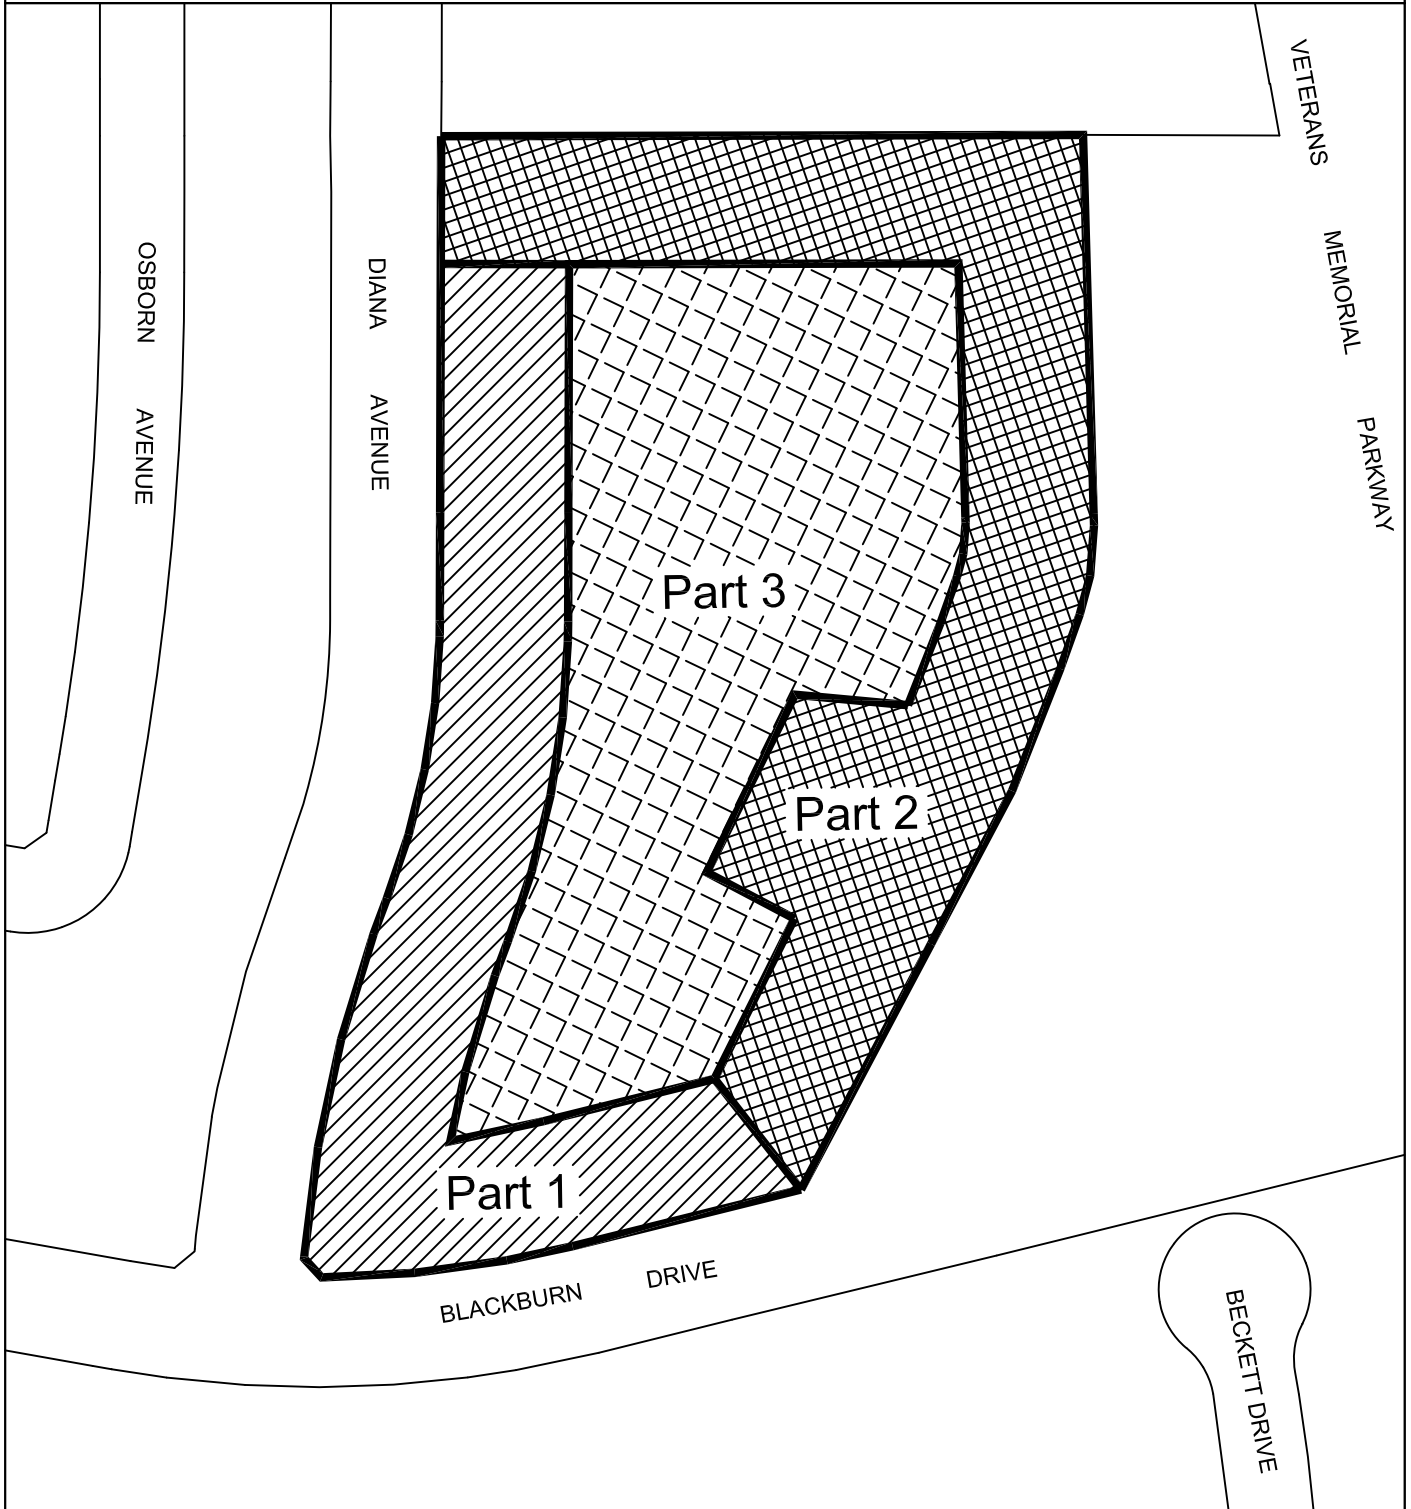 VETERANS MEMORIAL PARKWAY
OSBORN AVENUE
DIANA AVENUE
Part 3
Part 2
Part 1
BLACKBURN DRIVE
BECKETT DRIVE